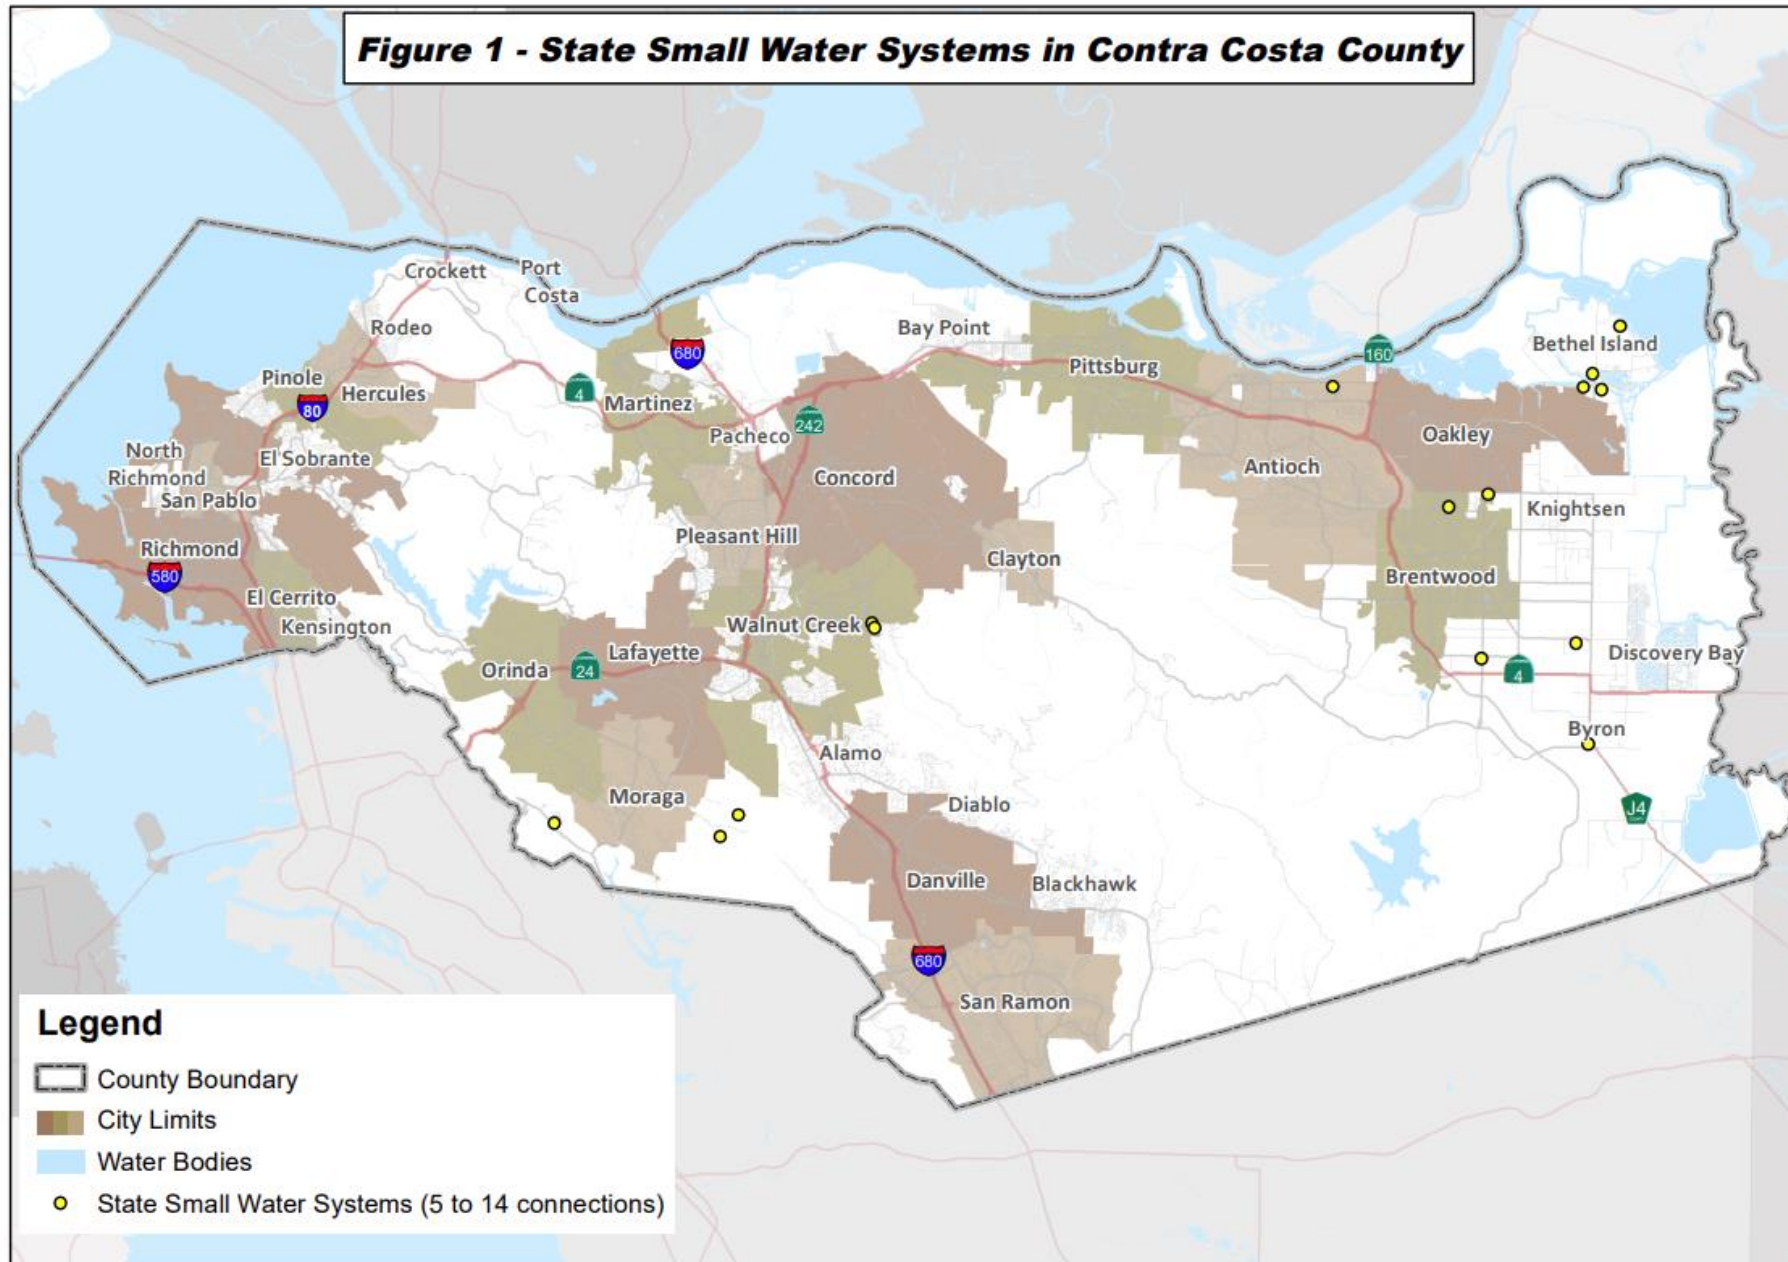 Figure 1 - State Small Water Systems in Contra Costa County
Crockett
Port
Costa
Rodeo
Bay Point
160
Bethel Island
680
Pittsburg
Pinole
Hercules
80
4
Martinez
242
Pacheco
Oakley
North
Richmond
El Sobrante
Concord
Antioch
San Pablo
Knightsen
Pleasant Hill
Richmond
Clayton
580
Brentwood
El Cerrito
Kensington
Walnut Creek
Lafayette
Discovery Bay
Orinda
24
4
Byron
Alamo
Moraga
Diablo
J4
Danville
Blackhawk
680
San Ramon
Legend
County Boundary
City Limits
Water Bodies
State Small Water Systems (5 to 14 connections)